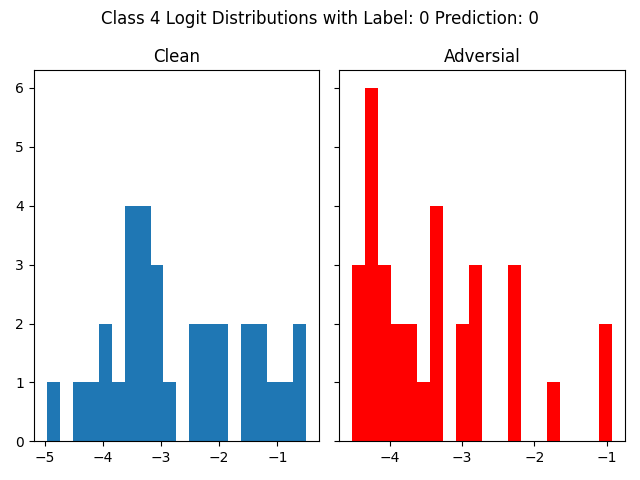 Class 4 Logit Distributions with Label: 0 Prediction: 0
Clean
Adversial
6
5
4
3
2
1
0
−5 −4 −3 −2 −1
−4 −3 −2 −1